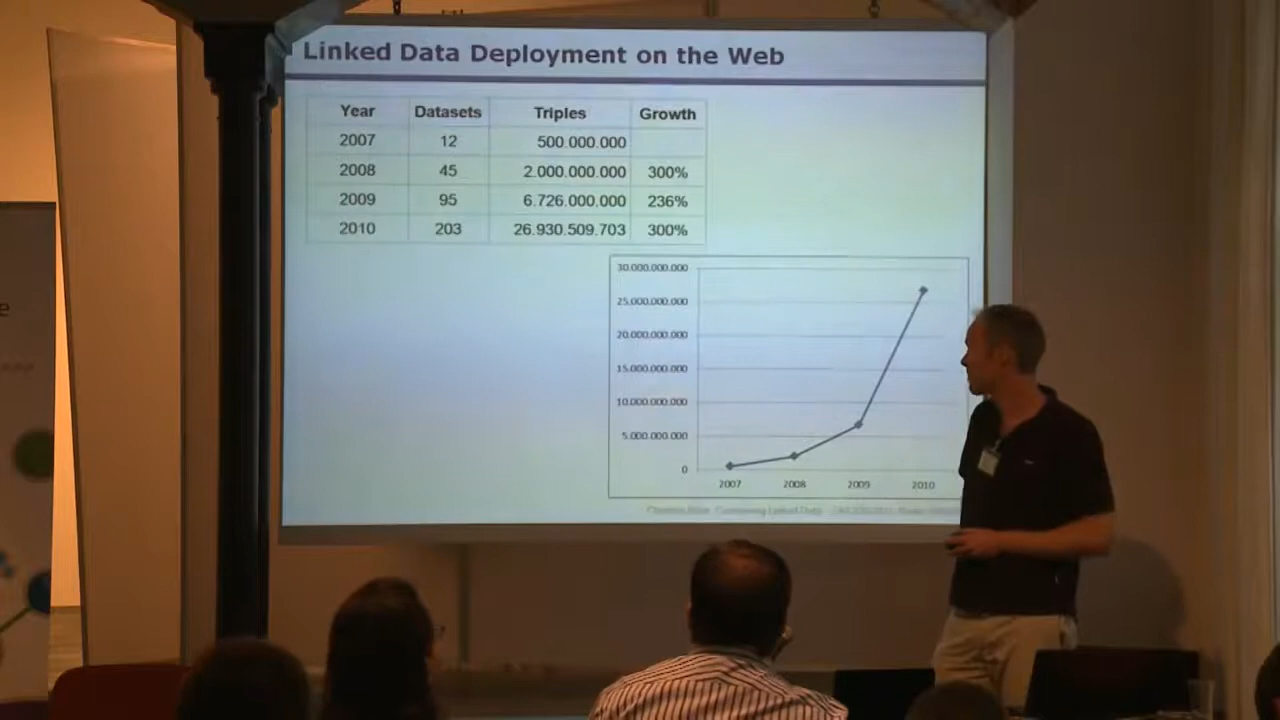 Linked Data Deployment on the Web
Year Datasets Triples Growth
2007 12 500.000.000
2008 45 2.000.000.000 300%
2009 95 6.726.000.000 236%
2010 203 26.930.509.703 300%
30.000.000.000
25.000.000.000
20.000.000.000
15.000.000.000
10.000.000.000
5.000.000.000
0
2007 2008 2009 2010
e